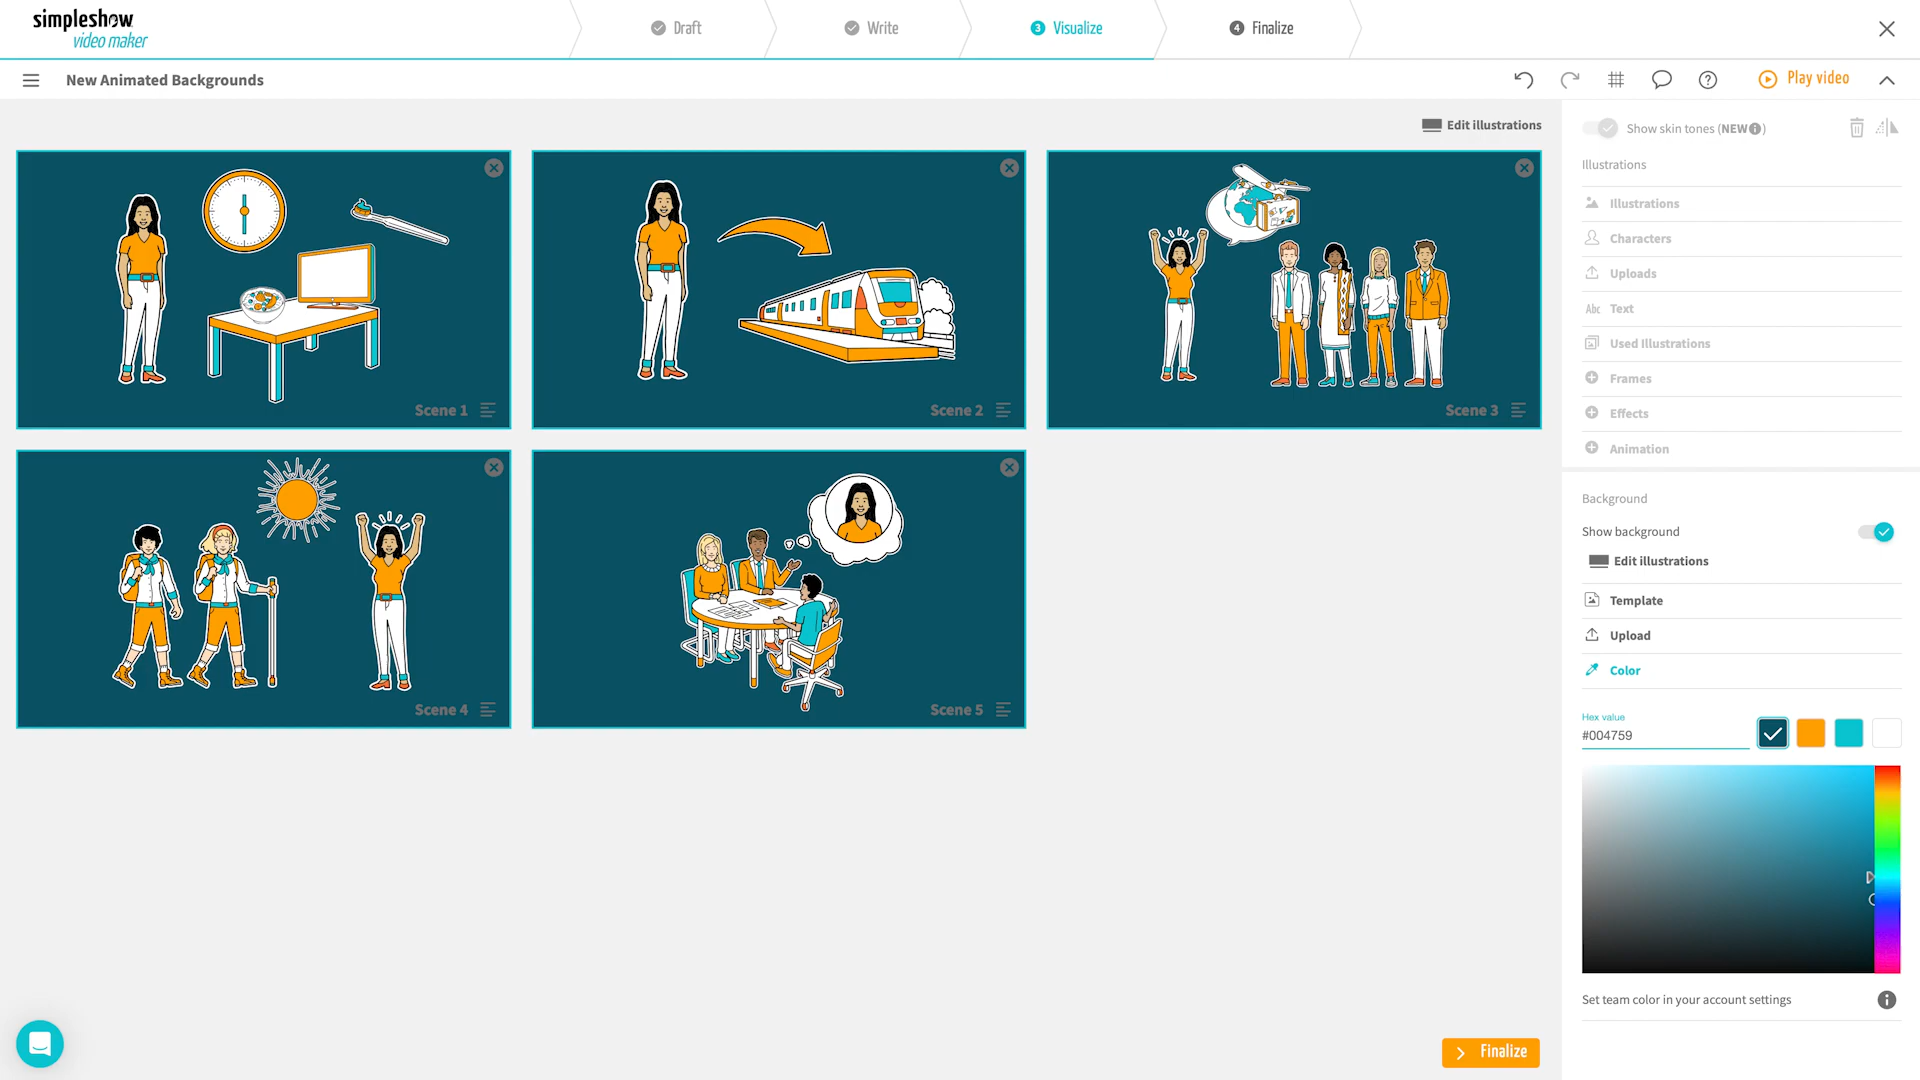 simpleshow
video maker
Draft
Write
3 Visualize
4 Finalize
New Animated Backgrounds
Play video
Edit illustrations
Show skin tones (NEW)
Illustrations
Illustrations
Characters
Uploads
Abc Text
Used Illustrations
Frames
Effects
Animation
Scene 1
Scene 2
Scene 3
Scene 4
Scene 5
Background
Show background
Edit illustrations
Template
Upload
Color
Hex value
#004759
Set team color in your account settings
Finalize